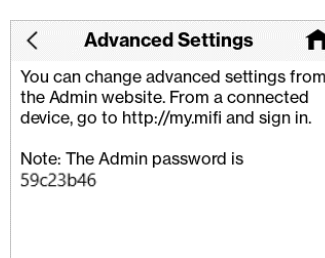 Advanced Settings
You can change advanced settings from
the Admin website. From a connected
device, go to http://my.mifi and sign in.
Note: The Admin password is
59c23b46